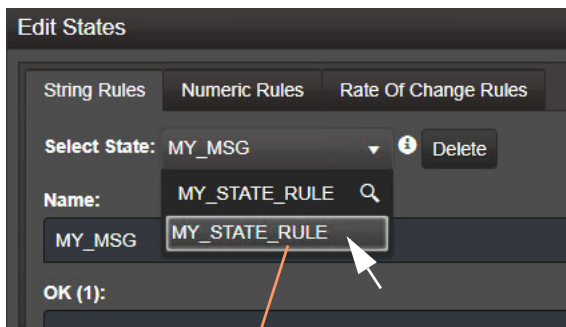 Edit States
String Rules Numeric Rules Rate Of Change Rules
Select State: MY_MSG Delete
MY_STATE_RULE
Name:
MY_STATE_RULE
MY_MSG
OK (1):